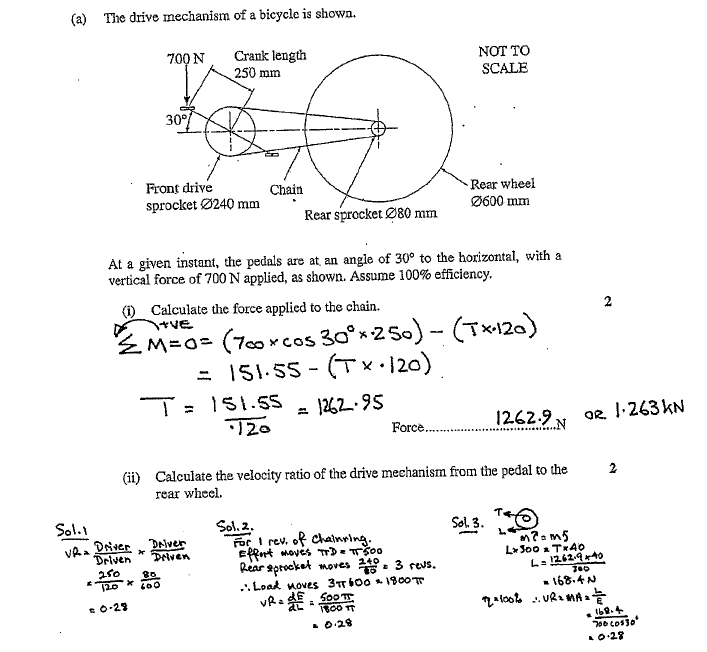 (a) The drive mechanism of a bicycle is shown.
700 N
Crank length
250 mm
NOT TO
SCALE
30°
Front drive
sprocket Ø240 mm
Chain
Rear sprocket Ø80 mm
Rear wheel
Ø600 mm
At a given instant, the pedals are at an angle of 30° to the horizontal, with a
vertical force of 700 N applied, as shown. Assume 100% efficiency.
(i) Calculate the force applied to the chain. 2
+VE
Σ M=0= (700 × cos 30° × ·250) − (T×·120)
= 151.55 − (T × ·120)
T = 151.55 / ·120 = 1262.95
Force 1262.9 N OR 1.263kN
(ii) Calculate the velocity ratio of the drive mechanism from the pedal to the 2
rear wheel.
Sol.1
VR = Driver / Driven × Driver / Driven
= 250 / 120 × 80 / 600
= 0.28
Sol.2.
For 1 rev. of chainring.
Effort moves πD = π500
Rear sprocket moves 240 / 80 = 3 revs.
∴ Load moves 3π600 = 1800π
VR = dE / dL = 500π / 1800π
= 0.28
Sol.3.
T
L
M? = M5
L×300 = T×40
L = 1262.9×40 / 300
= 168.4 N
η=100% ∴ VR = MA = L / E
= 168.4 / 700 cos30°
= 0.28